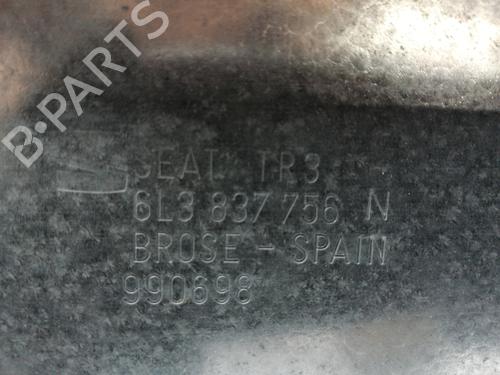 B-PARTS
SEAT TR3
6L3 837 756 N
BROSE - SPAIN
990698